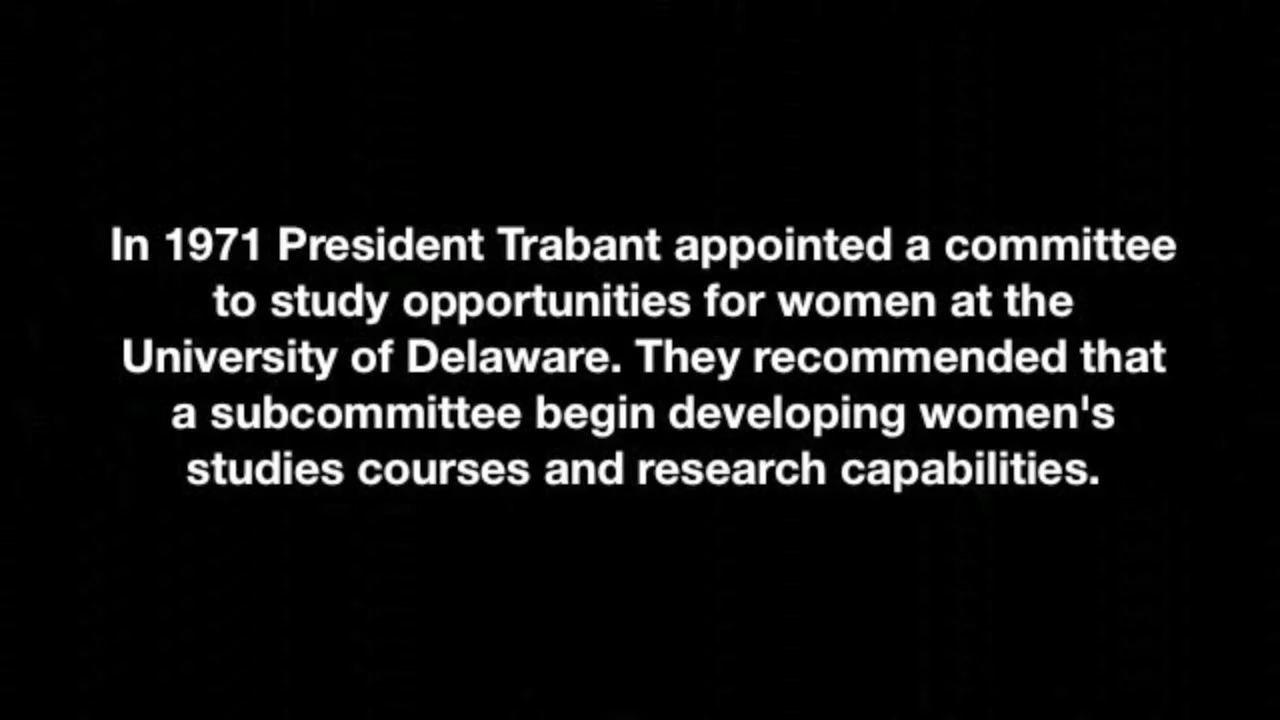 In 1971 President Trabant appointed a committee
to study opportunities for women at the
University of Delaware. They recommended that
a subcommittee begin developing women's
studies courses and research capabilities.